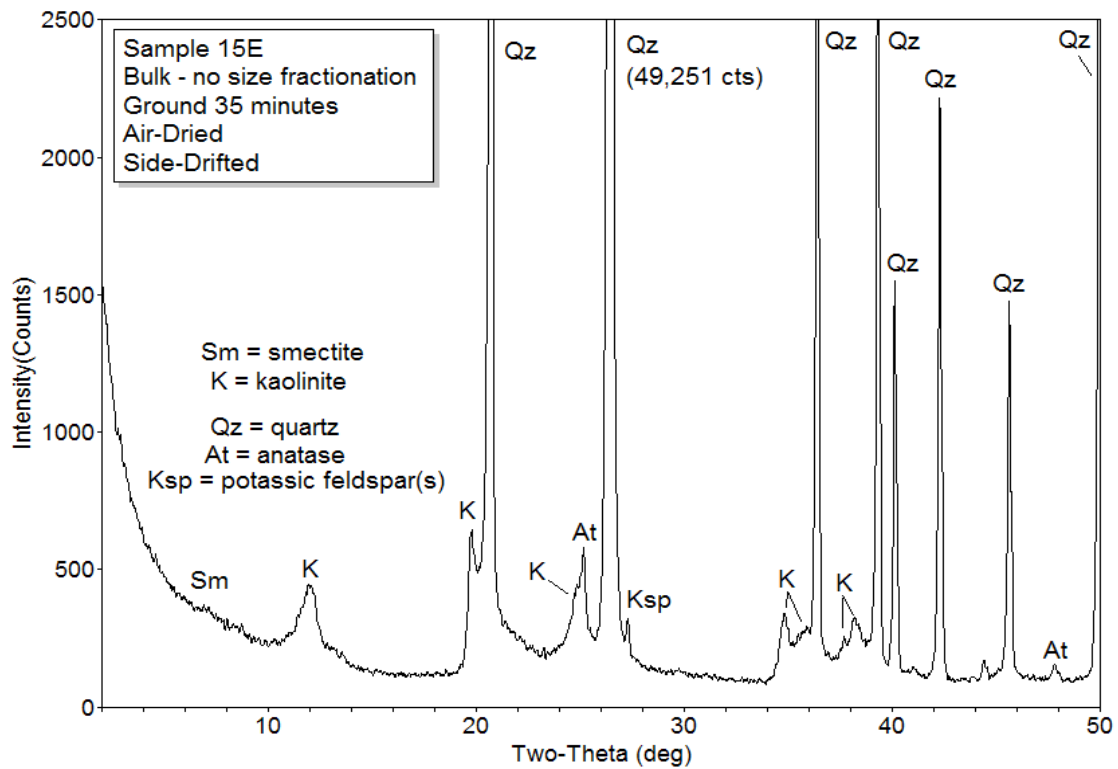 Sample 15E
Bulk - no size fractionation
Ground 35 minutes
Air-Dried
Side-Drifted
Qz
Qz
(49,251 cts)
Qz
Qz
Qz
Qz
Qz
Qz
Sm = smectite
K = kaolinite
Qz = quartz
At = anatase
Ksp = potassic feldspar(s)
Sm
K
K
K
At
Ksp
K
K
At
Intensity(Counts)
2500
2000
1500
1000
500
0
10
20
30
40
50
Two-Theta (deg)